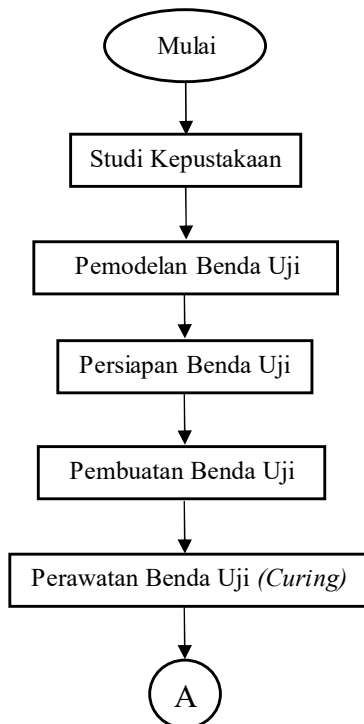 Mulai
Studi Kepustakaan
Pemodelan Benda Uji
Persiapan Benda Uji
Pembuatan Benda Uji
Perawatan Benda Uji (Curing)
A